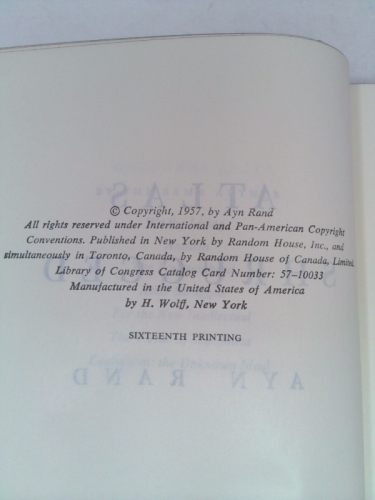 © Copyright, 1957, by Ayn Rand
All rights reserved under International and Pan-American Copyright
Conventions. Published in New York by Random House, Inc., and
simultaneously in Toronto, Canada, by Random House of Canada, Limited.
Library of Congress Catalog Card Number: 57-10033
Manufactured in the United States of America
by H. Wolff, New York
SIXTEENTH PRINTING